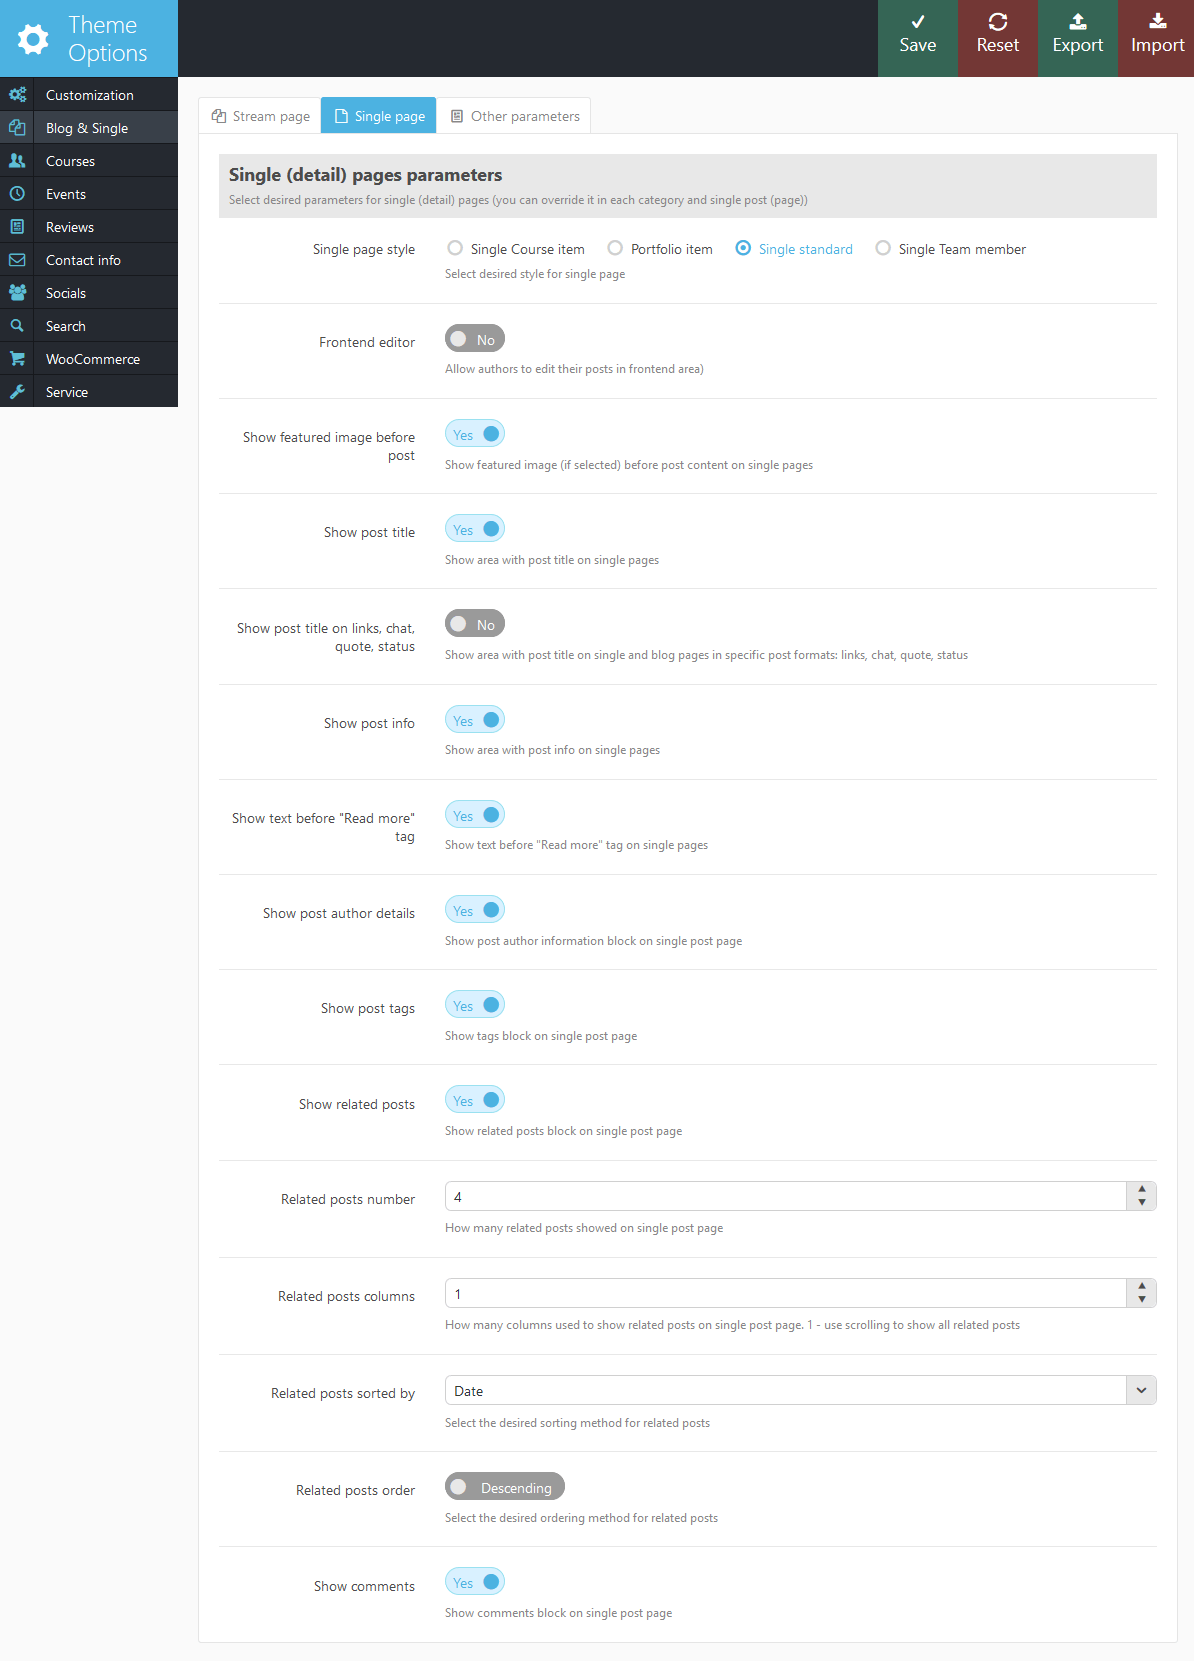 Theme
Options
Save
Reset
Export
Import
Customization
Blog & Single
Courses
Events
Reviews
Contact info
Socials
Search
WooCommerce
Service
Stream page
Single page
Other parameters
Single (detail) pages parameters
Select desired parameters for single (detail) pages (you can override it in each category and single post (page))
Single page style
Single Course item
Portfolio item
Single standard
Single Team member
Select desired style for single page
Frontend editor
No
Allow authors to edit their posts in frontend area)
Show featured image before
post
Yes
Show featured image (if selected) before post content on single pages
Show post title
Yes
Show area with post title on single pages
Show post title on links, chat,
quote, status
No
Show area with post title on single and blog pages in specific post formats: links, chat, quote, status
Show post info
Yes
Show area with post info on single pages
Show text before "Read more"
tag
Yes
Show text before "Read more" tag on single pages
Show post author details
Yes
Show post author information block on single post page
Show post tags
Yes
Show tags block on single post page
Show related posts
Yes
Show related posts block on single post page
Related posts number
4
How many related posts showed on single post page
Related posts columns
1
How many columns used to show related posts on single post page. 1 - use scrolling to show all related posts
Related posts sorted by
Date
Select the desired sorting method for related posts
Related posts order
Descending
Select the desired ordering method for related posts
Show comments
Yes
Show comments block on single post page